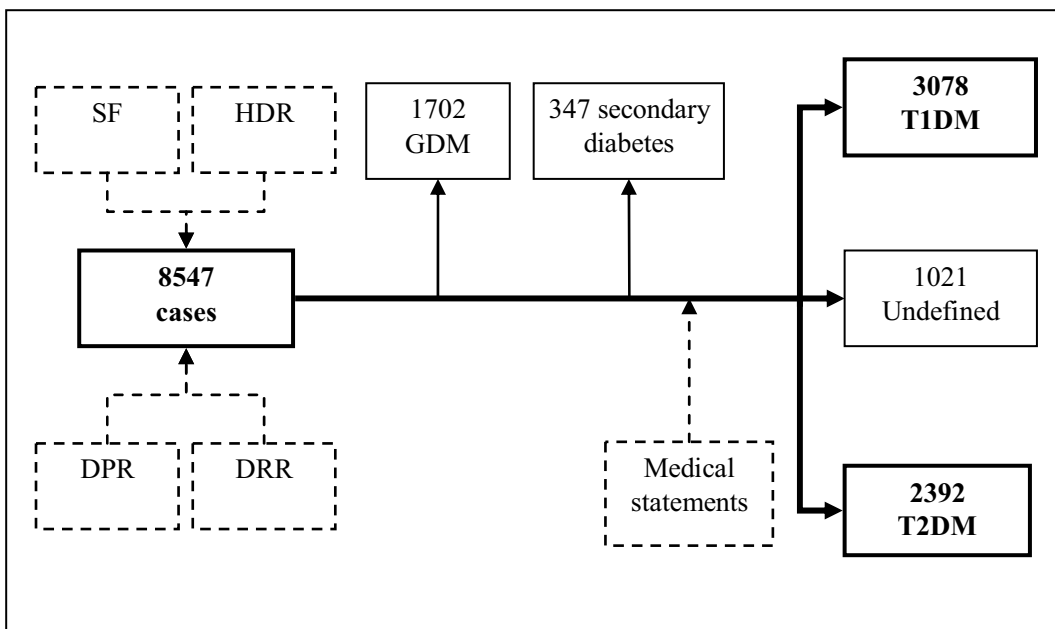 SF
HDR
1702
GDM
347 secondary
diabetes
3078
T1DM
8547
cases
1021
Undefined
DPR
DRR
Medical
statements
2392
T2DM